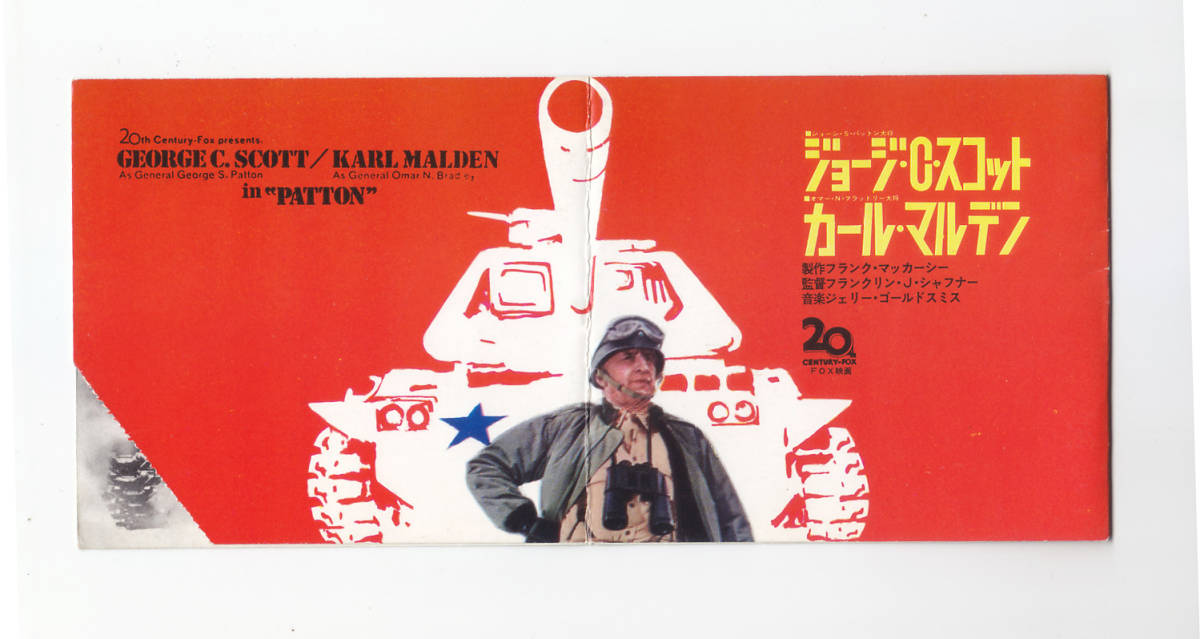 20th Century-Fox presents.
GEORGE C. SCOTT/KARL MALDEN
As General George S. Patton As General Omar N. Bradley
in "PATTON"
■ジョージ・S・パットン大将
ジョージ・C・スコット
■オマー・N・ブラッドリー大将
カール・マルデン
製作フランク・マッカーシー
監督フランクリン・J・シャフナー
音楽ジェリー・ゴールドスミス
20
CENTURY-FOX
FOX映画